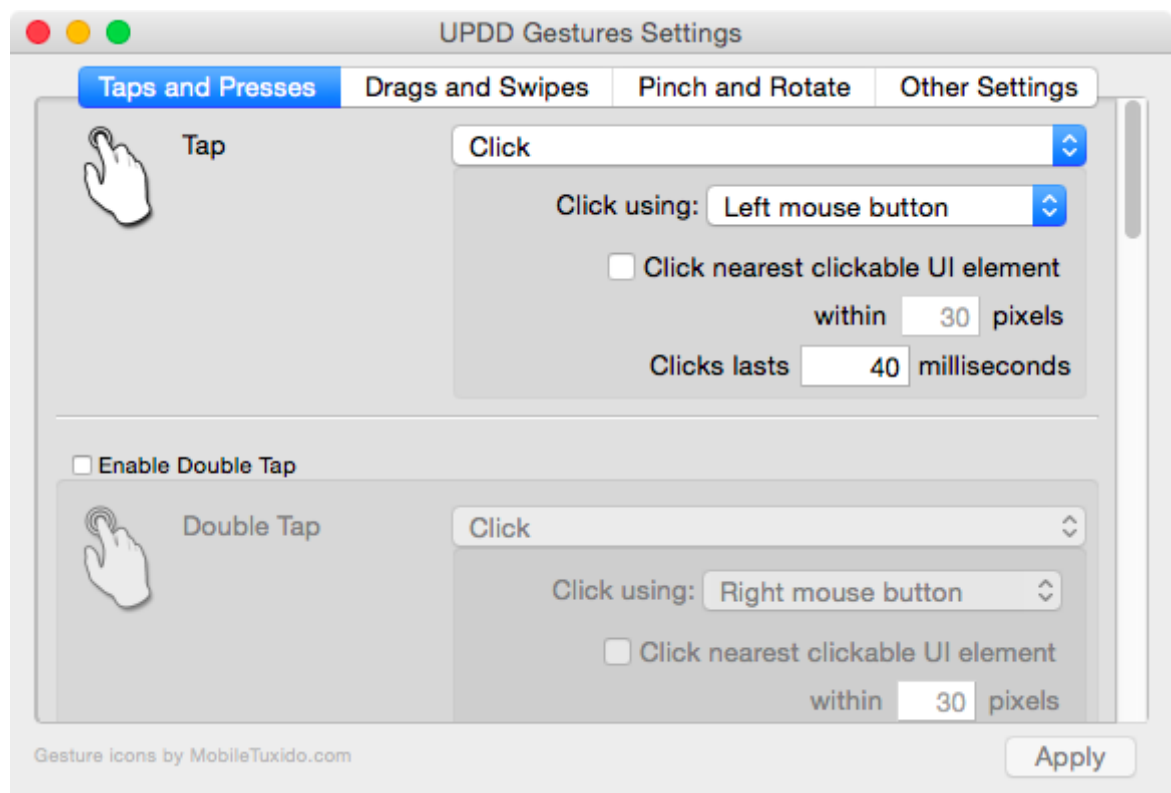 UPDD Gestures Settings
Taps and Presses Drags and Swipes Pinch and Rotate Other Settings
Tap Click
Click using: Left mouse button
Click nearest clickable UI element
within 30 pixels
Clicks lasts 40 milliseconds
Enable Double Tap
Double Tap Click
Click using: Right mouse button
Click nearest clickable UI element
within 30 pixels
Gesture icons by MobileTuxido.com Apply